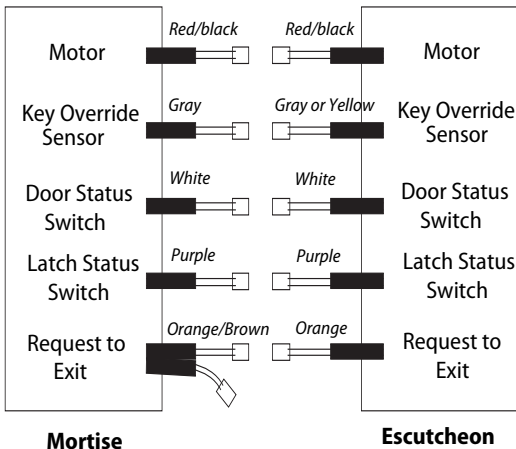 Red/black
Red/black
Motor
Motor
Gray
Gray or Yellow
Key Override
Sensor
Key Override
Sensor
White
White
Door Status
Switch
Door Status
Switch
Purple
Purple
Latch Status
Switch
Latch Status
Switch
Orange/Brown
Orange
Request to
Exit
Request to
Exit
Mortise
Escutcheon